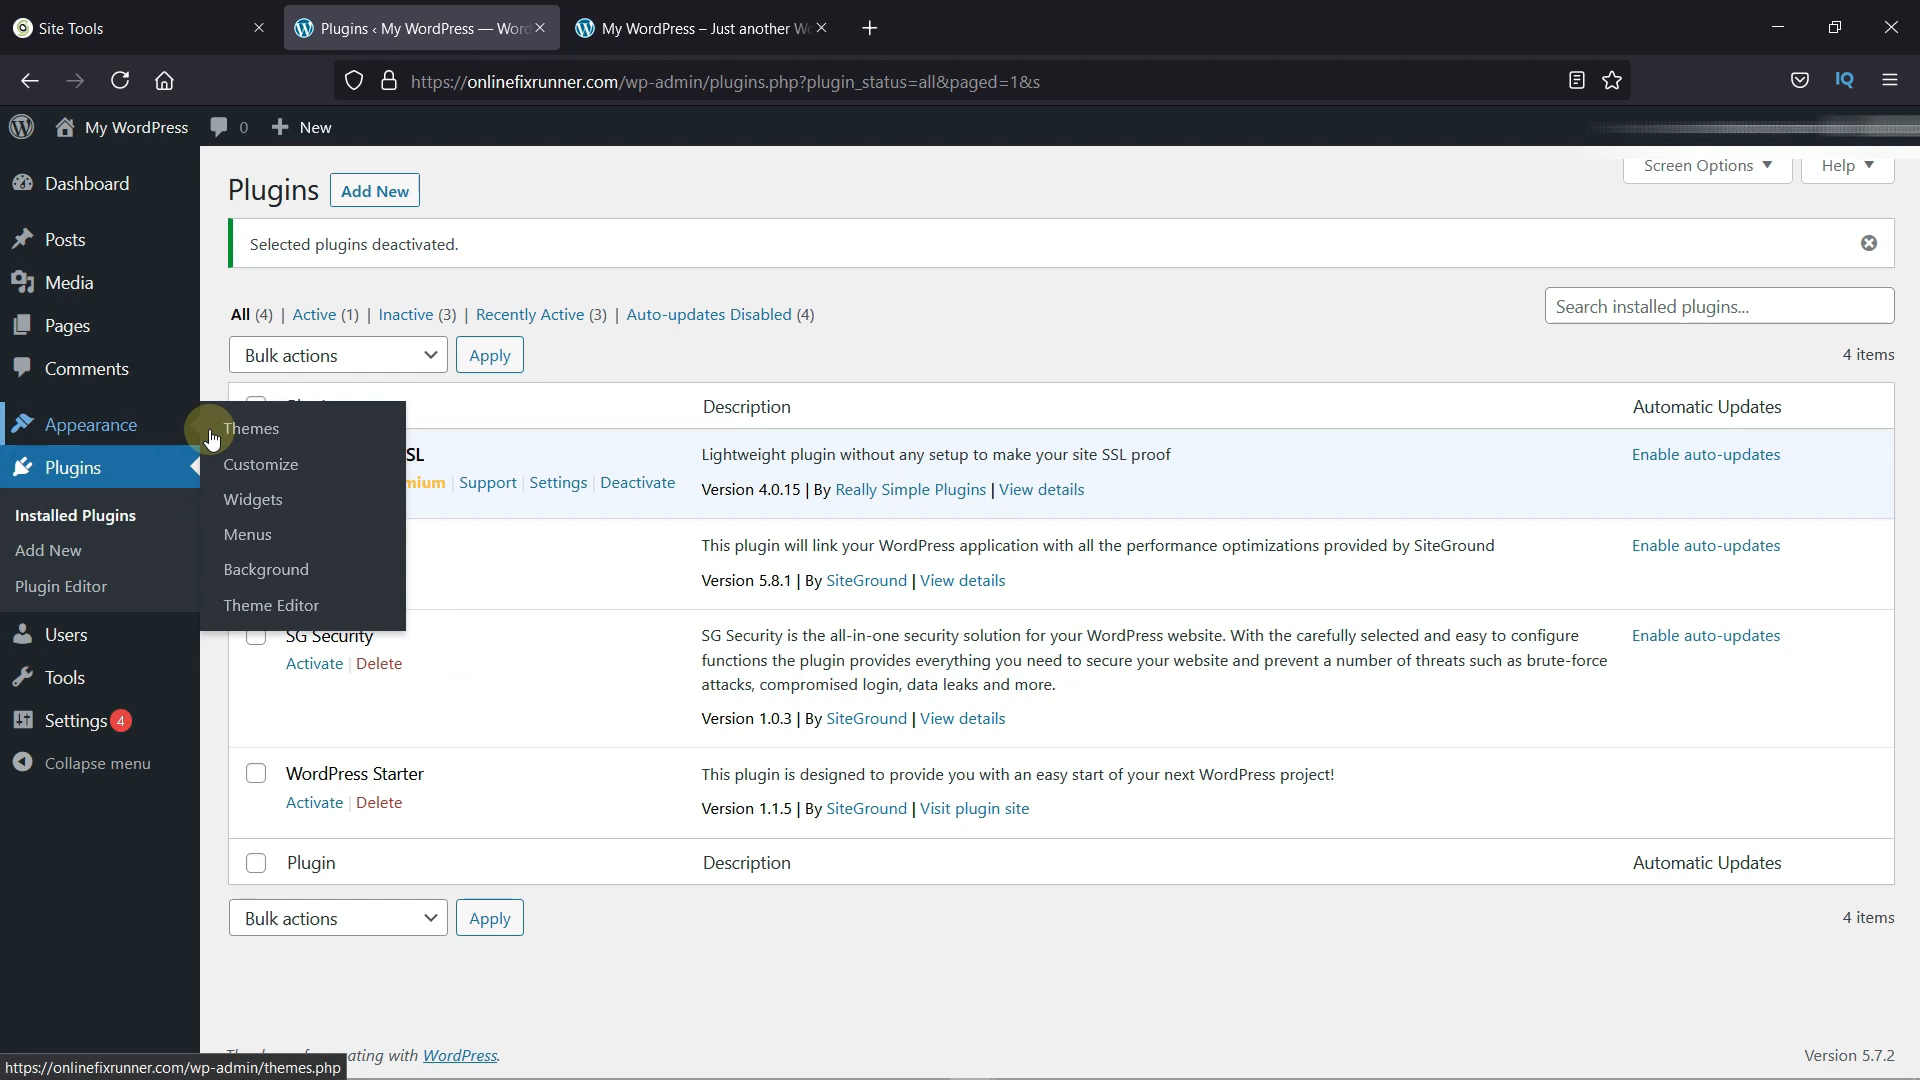 Site Tools
Plugins ‹ My WordPress — Word
My WordPress – Just another Wo
https://onlinefixrunner.com/wp-admin/plugins.php?plugin_status=all&paged=1&s
IQ
My WordPress
0
New
Screen Options
Help
Dashboard
Posts
Media
Pages
Comments
Appearance
Plugins
Installed Plugins
Add New
Plugin Editor
Users
Tools
Settings 4
Collapse menu
Themes
Customize
Widgets
Menus
Background
Theme Editor
Plugins
Add New
Selected plugins deactivated.
All (4) | Active (1) | Inactive (3) | Recently Active (3) | Auto-updates Disabled (4)
Search installed plugins...
Bulk actions
Apply
4 items
Description
Automatic Updates
SL
Lightweight plugin without any setup to make your site SSL proof
Enable auto-updates
mium | Support | Settings | Deactivate
Version 4.0.15 | By Really Simple Plugins | View details
This plugin will link your WordPress application with all the performance optimizations provided by SiteGround
Enable auto-updates
Version 5.8.1 | By SiteGround | View details
SG Security
Activate | Delete
SG Security is the all-in-one security solution for your WordPress website. With the carefully selected and easy to configure
functions the plugin provides everything you need to secure your website and prevent a number of threats such as brute-force
attacks, compromised login, data leaks and more.
Enable auto-updates
Version 1.0.3 | By SiteGround | View details
WordPress Starter
Activate | Delete
This plugin is designed to provide you with an easy start of your next WordPress project!
Version 1.1.5 | By SiteGround | Visit plugin site
Plugin
Description
Automatic Updates
Bulk actions
Apply
4 items
ating with WordPress.
Version 5.7.2
https://onlinefixrunner.com/wp-admin/themes.php